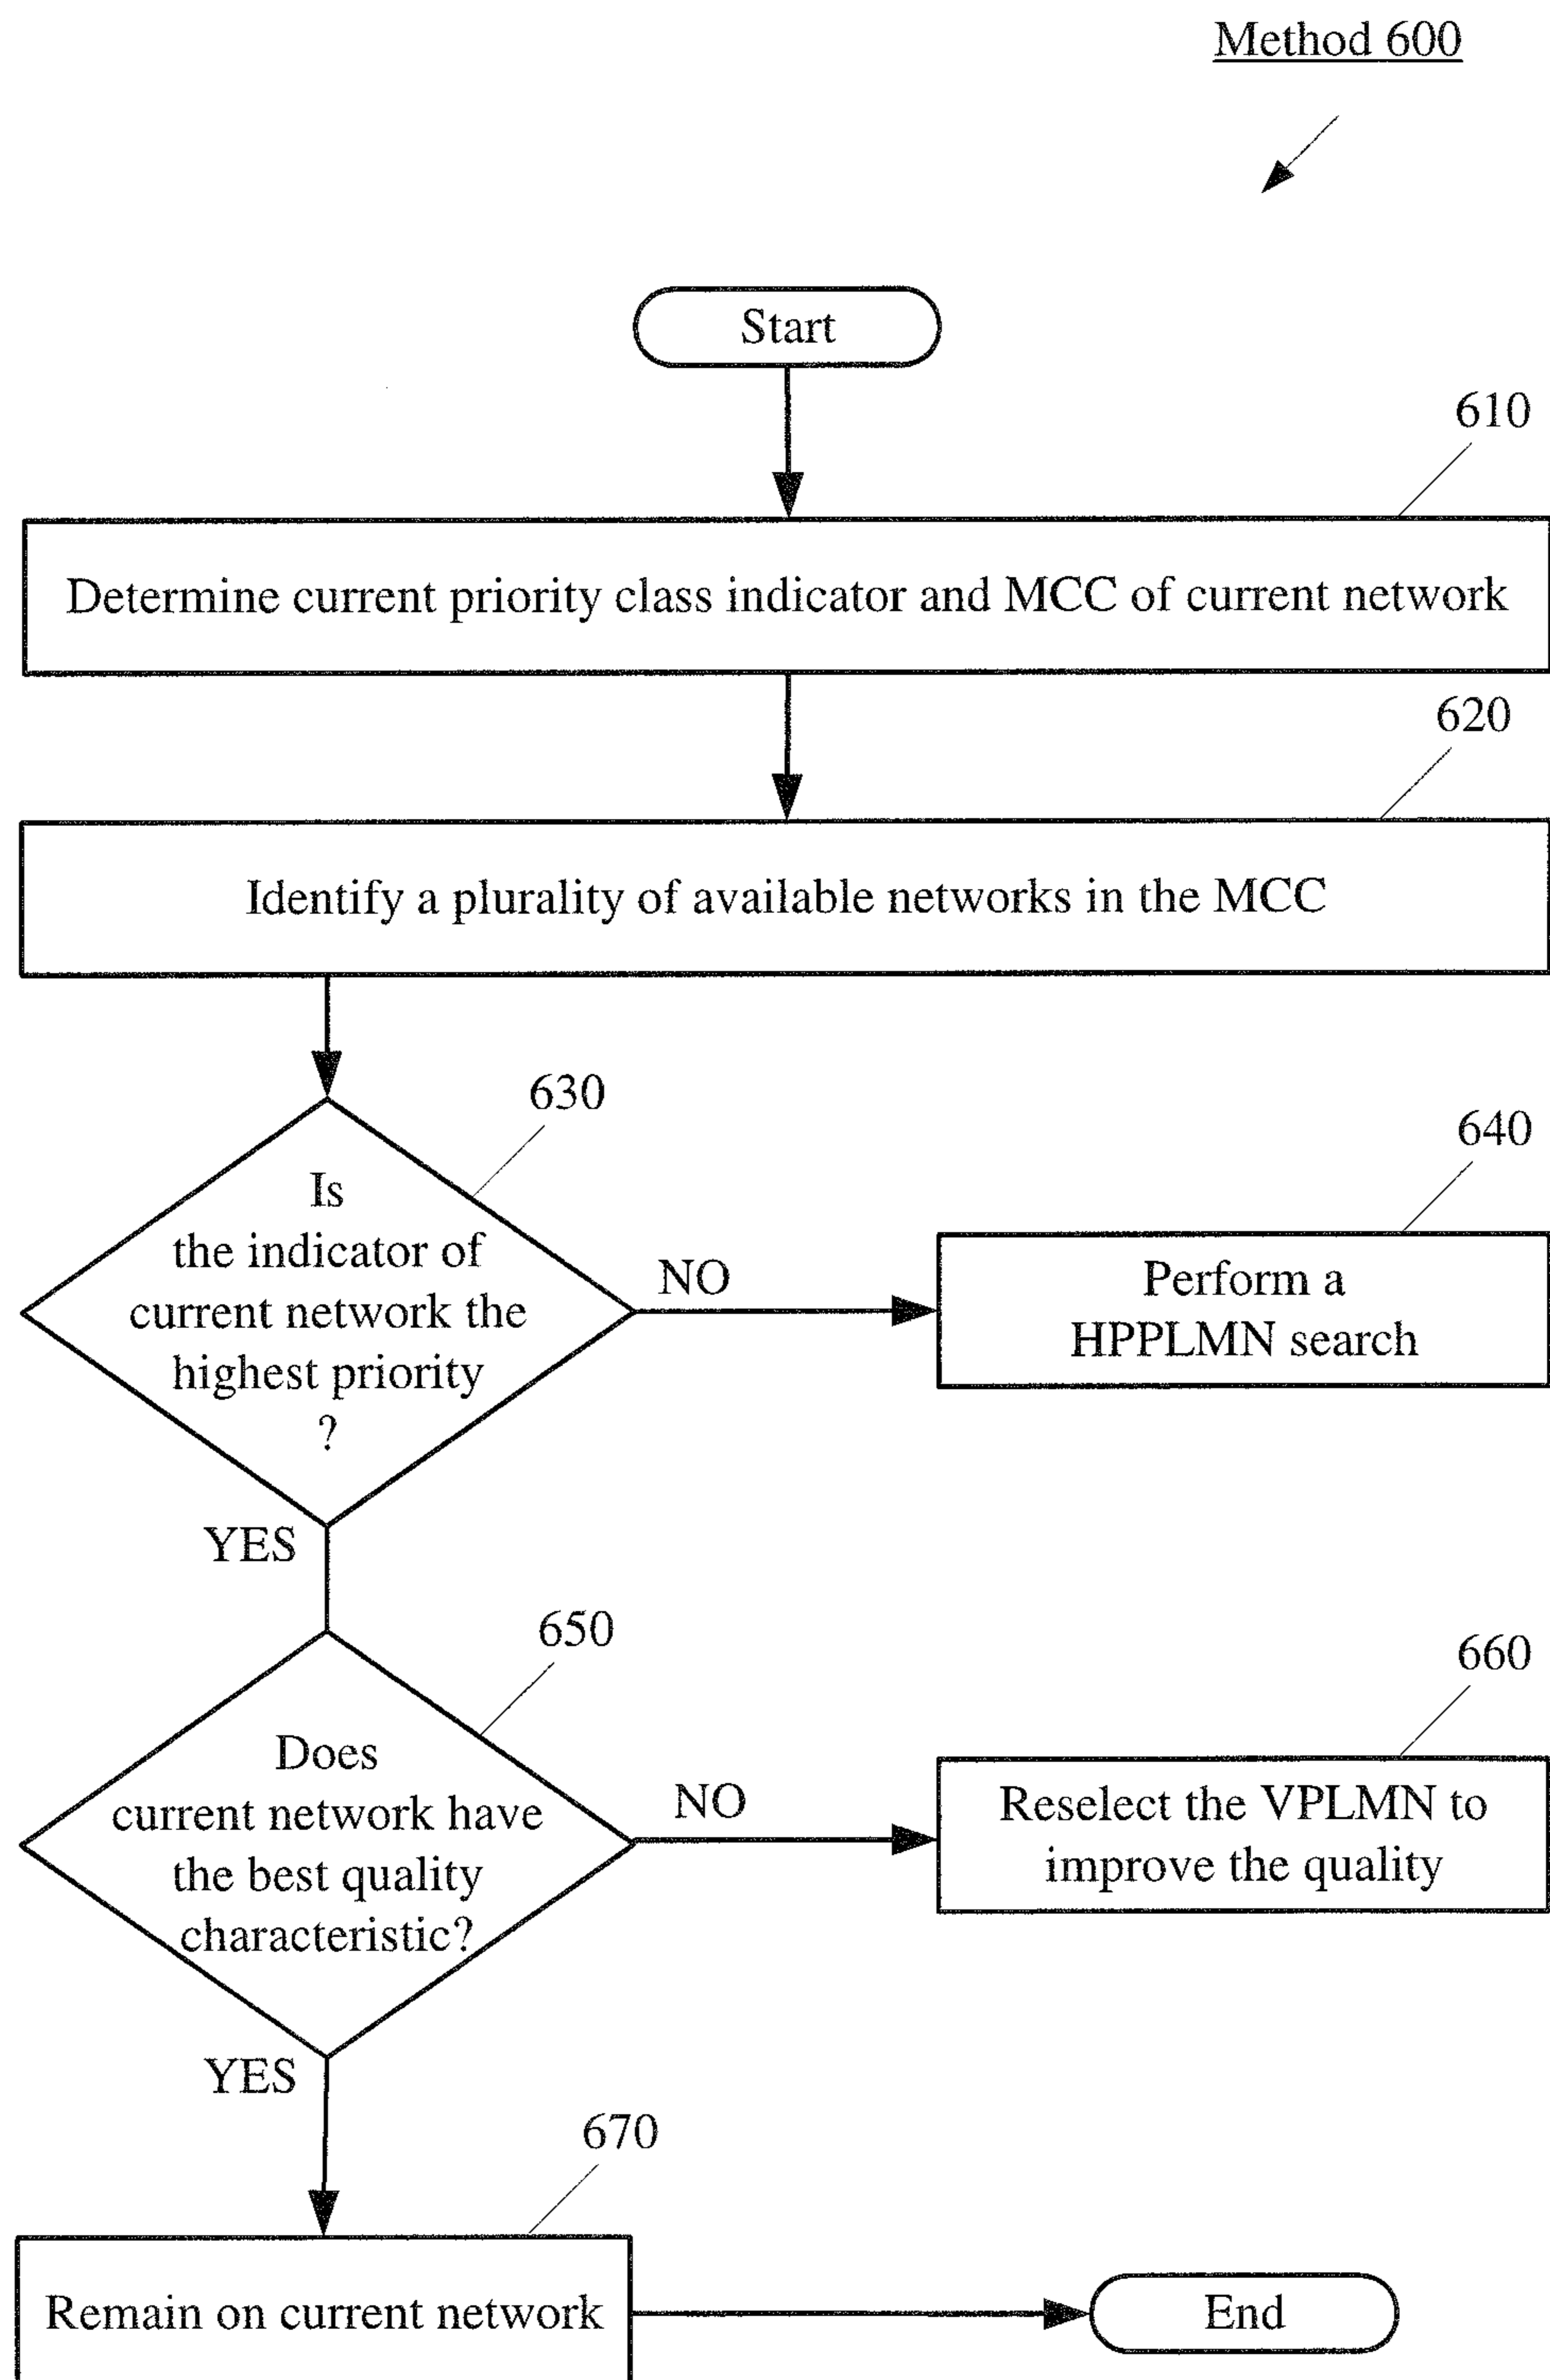 Method 600
Start
610
Determine current priority class indicator and MCC of current network
620
Identify a plurality of available networks in the MCC
630
Is
the indicator of
current network the
highest priority
?
NO
640
Perform a
HPPLMN search
YES
650
Does
current network have
the best quality
characteristic?
NO
660
Reselect the VPLMN to
improve the quality
YES
670
Remain on current network
End